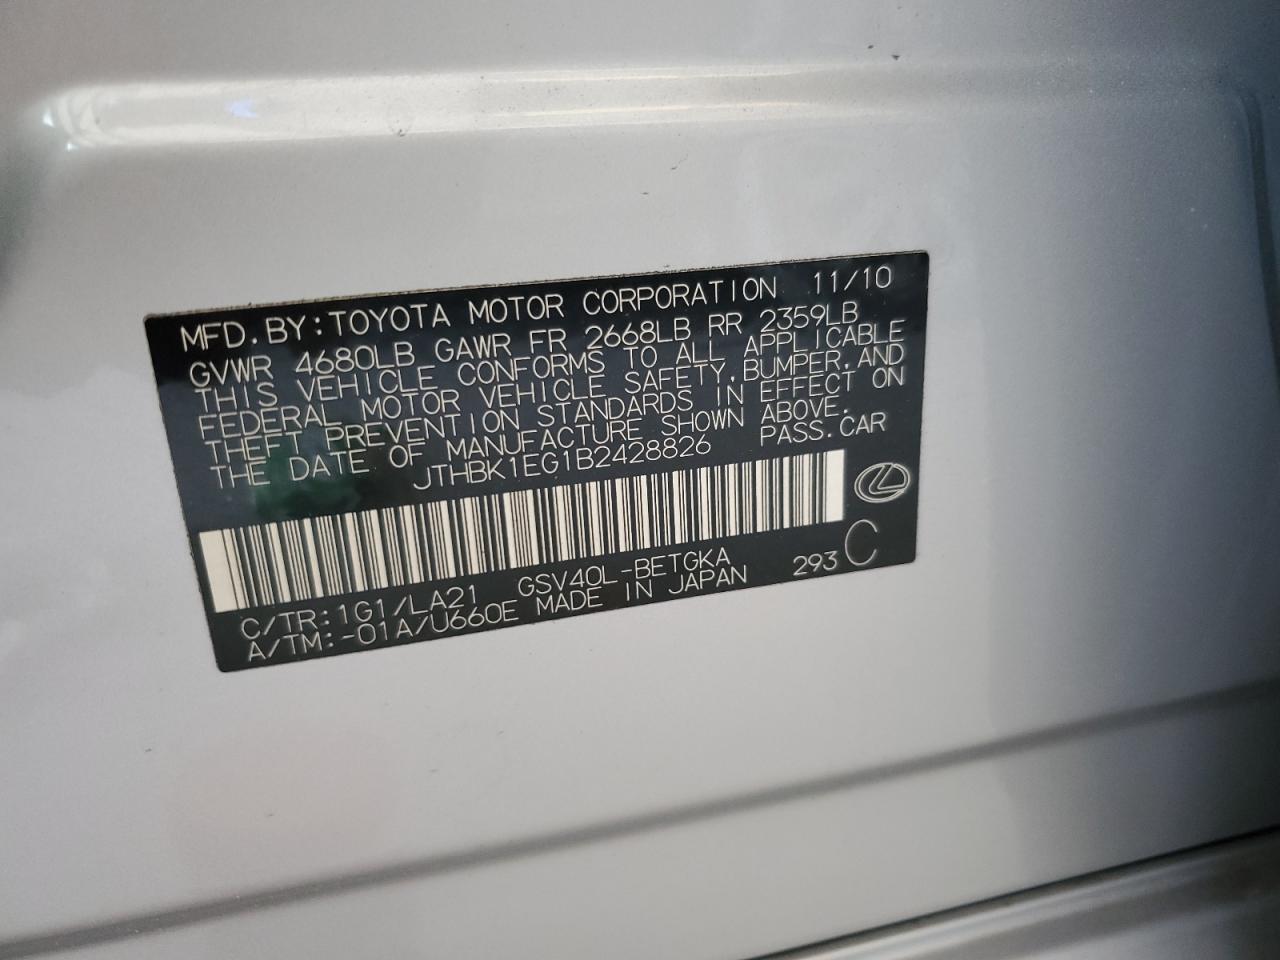 MFD. BY: TOYOTA MOTOR CORPORATION 11/10
GVWR 4680LB GAWR FR 2668LB RR 2359LB
THIS VEHICLE CONFORMS TO ALL APPLICABLE
FEDERAL MOTOR VEHICLE SAFETY, BUMPER, AND
THEFT PREVENTION STANDARDS IN EFFECT ON
THE DATE OF MANUFACTURE SHOWN ABOVE.
JTHBK1EG1B2428826 PASS. CAR
C/TR: 1G1/LA21 GSV40L-BETGKA 293 C
A/TM: -01A/U660E MADE IN JAPAN